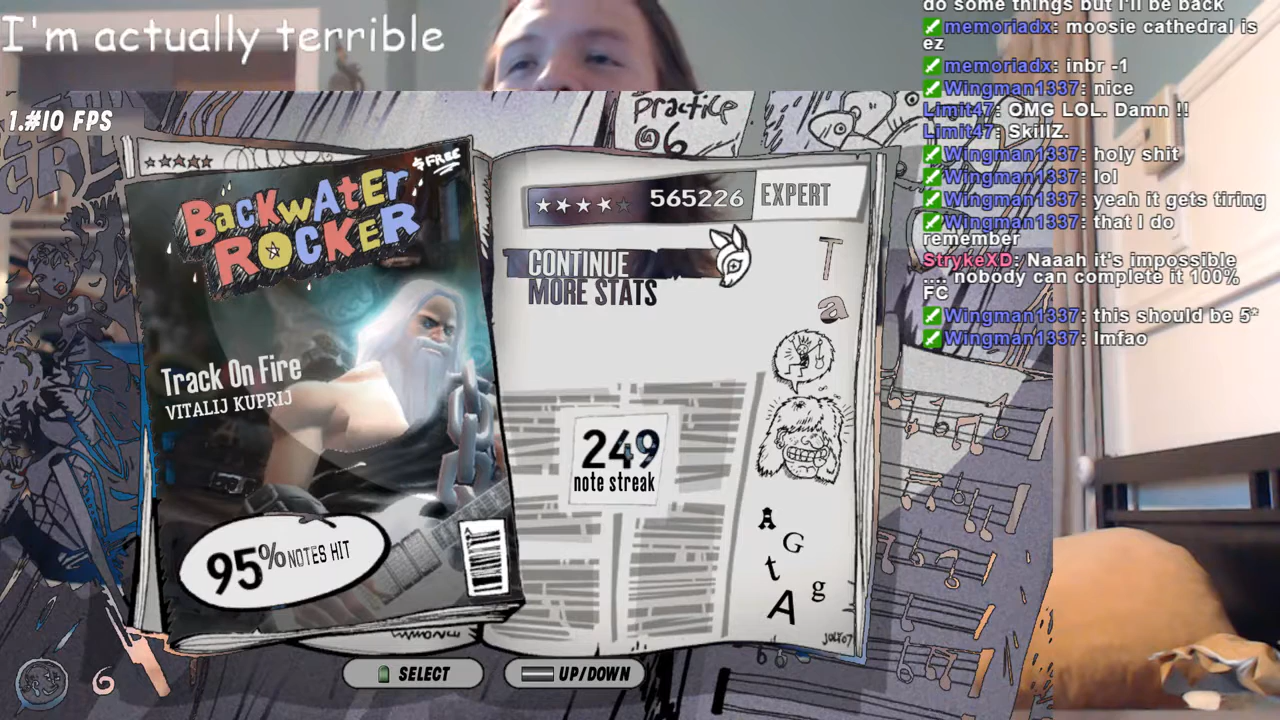 I'm actually terrible
1.#IO FPS
do some things but I'll be back
memoriadx: moosie cathedral is
ez
memoriadx: inbr -1
Wingman1337: nice
Limit47: OMG LOL. Damn !!
Limit47: SkillZ.
Wingman1337: holy shit
Wingman1337: lol
Wingman1337: yeah it gets tiring
Wingman1337: that I do
remember
StrykeXD: Naaah it's impossible
.... nobody can complete it 100%
FC
Wingman1337: this should be 5*
Wingman1337: lmfao
Practice
@6
& FREE
BACKWATER
ROCKER
Track On Fire
VITALIJ KUPRIJ
95% NOTES HIT
565226 EXPERT
CONTINUE
MORE STATS
249
note streak
T
a
A
G
t
g
A
JOLT07
6
SELECT
UP/DOWN